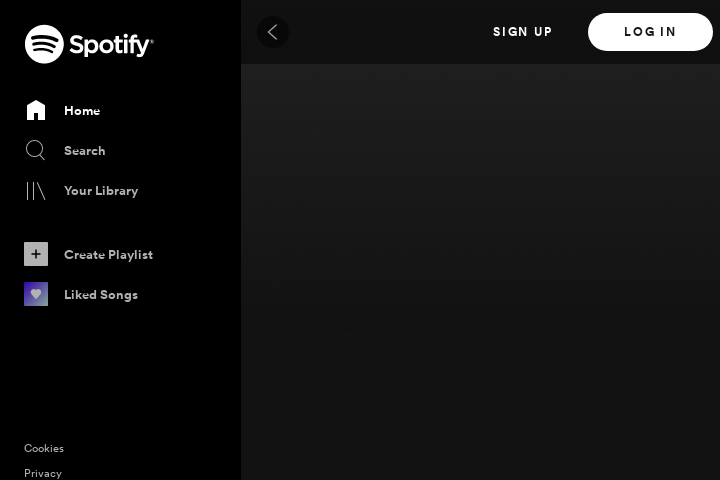 Spotify®
SIGN UP
LOG IN
Home
Search
Your Library
Create Playlist
Liked Songs
Cookies
Privacy